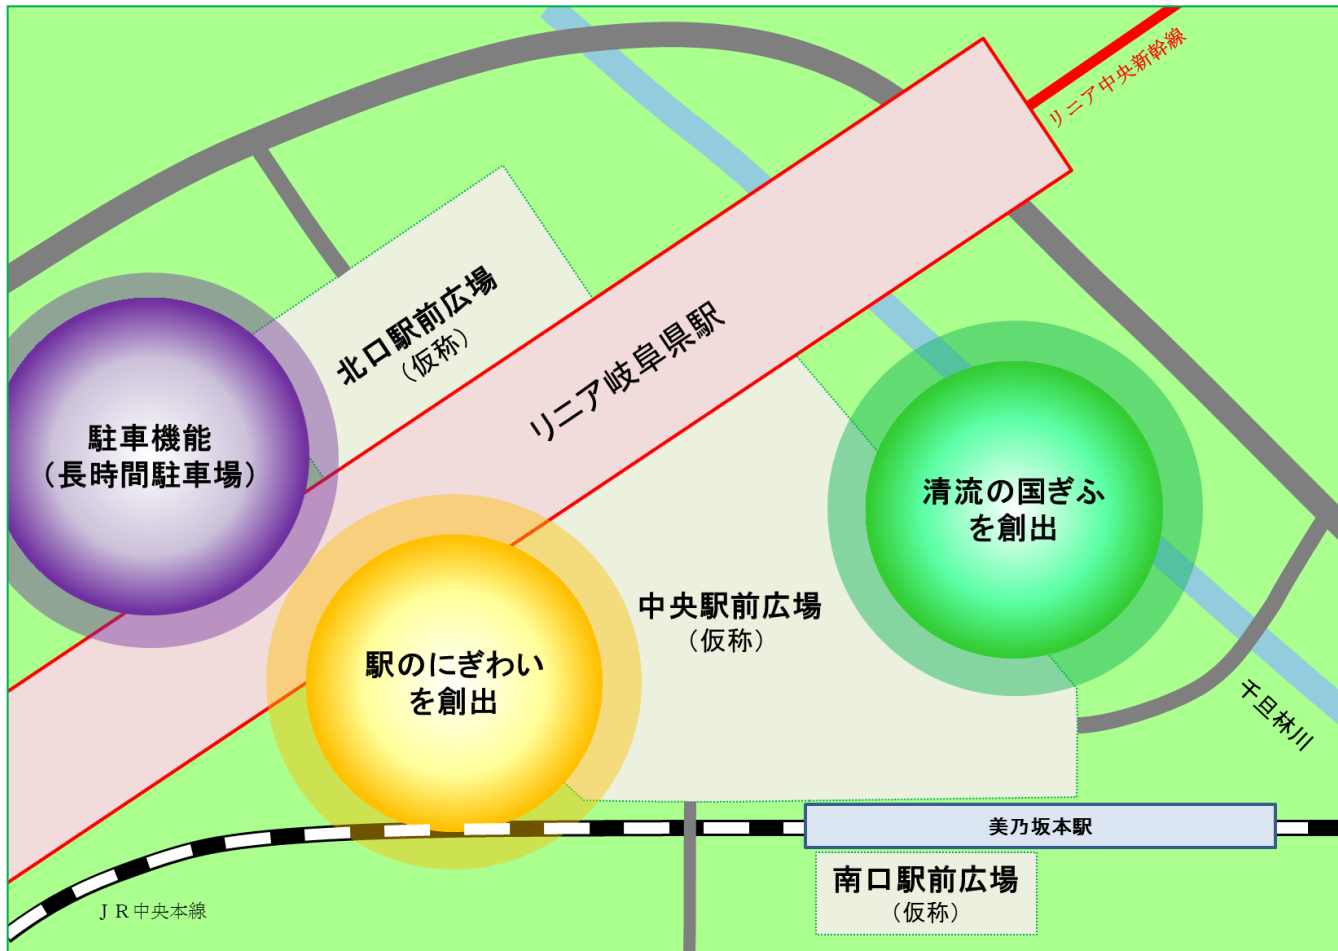 リニア中央新幹線
北口駅前広場
（仮称）
リニア岐阜県駅
駐車機能
（長時間駐車場）
清流の国ぎふ
を創出
中央駅前広場
（仮称）
駅のにぎわい
を創出
千旦林川
美乃坂本駅
南口駅前広場
（仮称）
ＪＲ中央本線